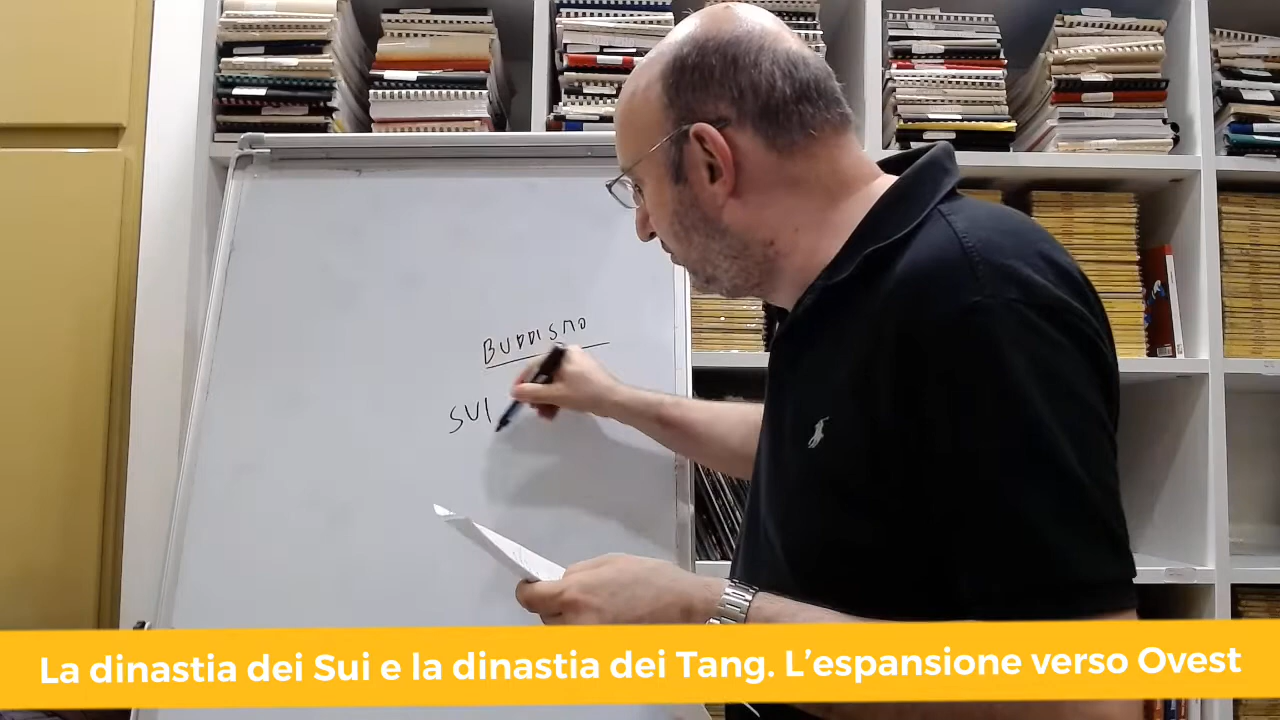 BUDDISMO
SUI
La dinastia dei Sui e la dinastia dei Tang. L'espansione verso Ovest